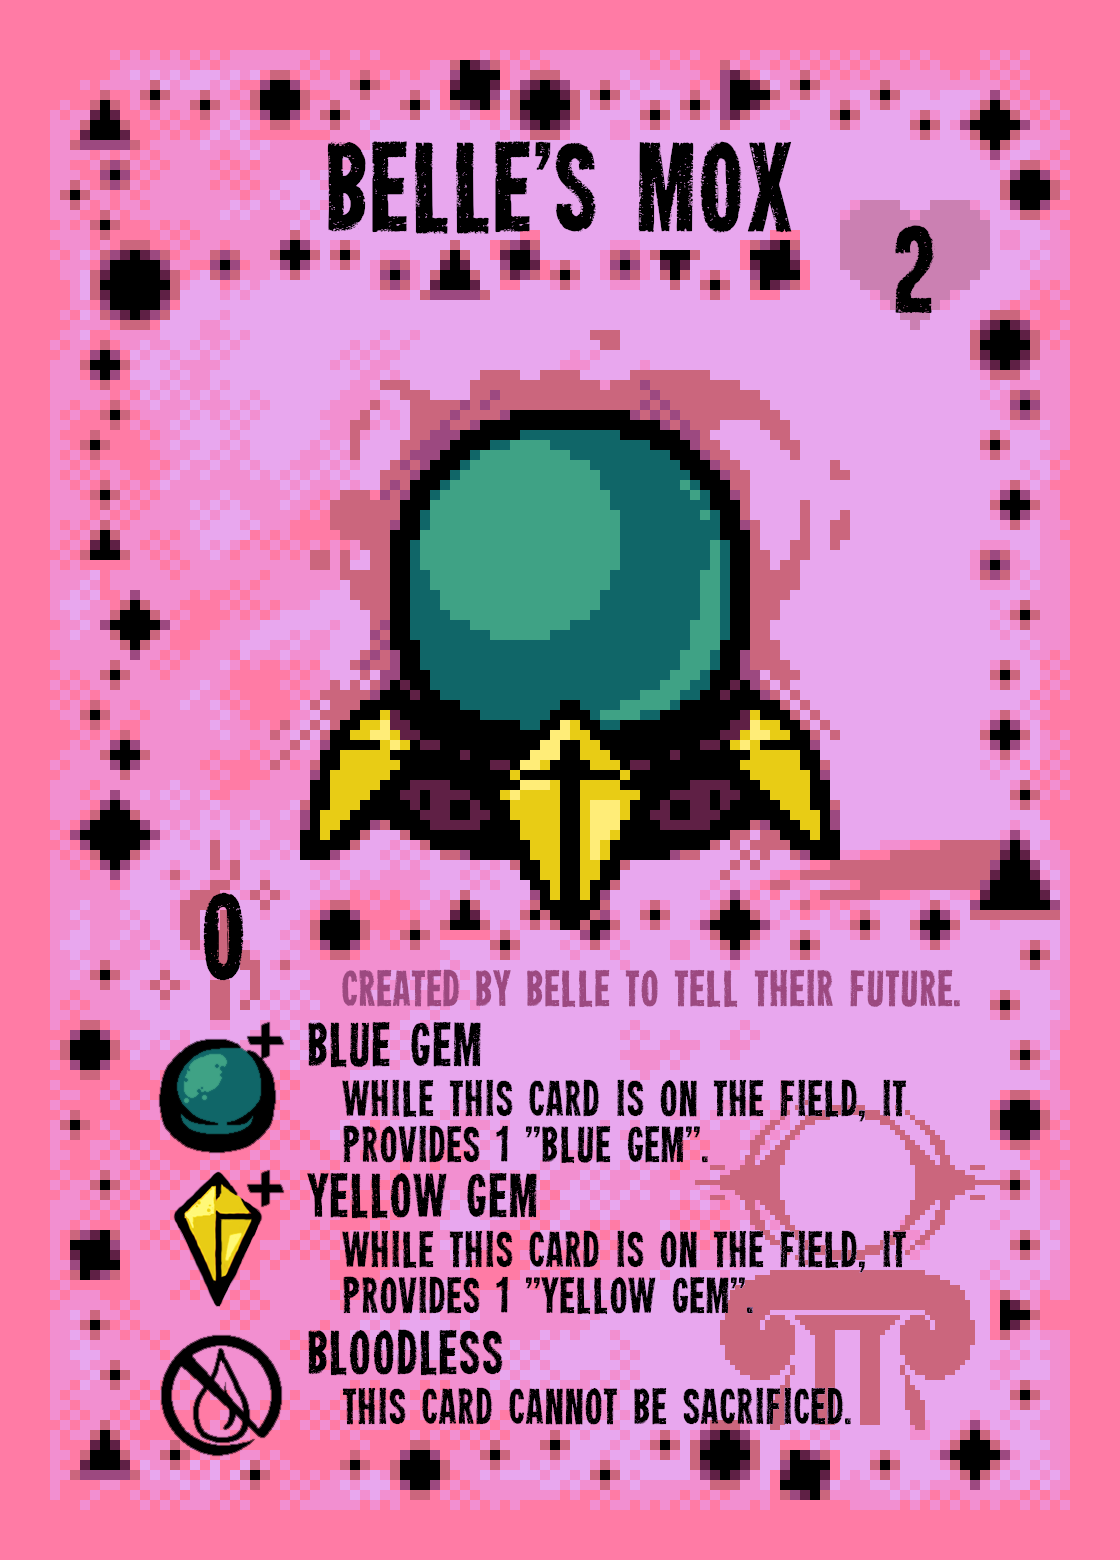 BELLE'S MOX
2
0
CREATED BY BELLE TO TELL THEIR FUTURE.
BLUE GEM
WHILE THIS CARD IS ON THE FIELD, IT
PROVIDES 1 "BLUE GEM".
YELLOW GEM
WHILE THIS CARD IS ON THE FIELD, IT
PROVIDES 1 "YELLOW GEM".
BLOODLESS
THIS CARD CANNOT BE SACRIFICED.